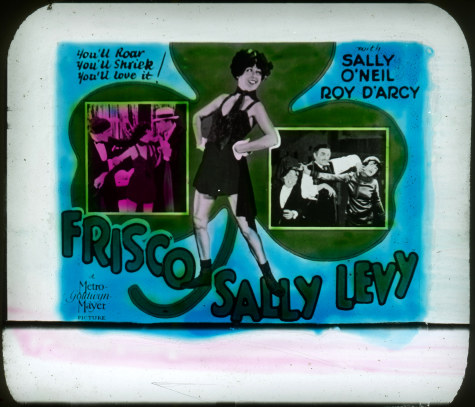 You'll Roar
You'll Shriek
You'll love it!
WITH
SALLY
O'NEIL
ROY D'ARCY
FRISCO
SALLY LEVY
A
Metro-
Goldwyn
Mayer
PICTURE